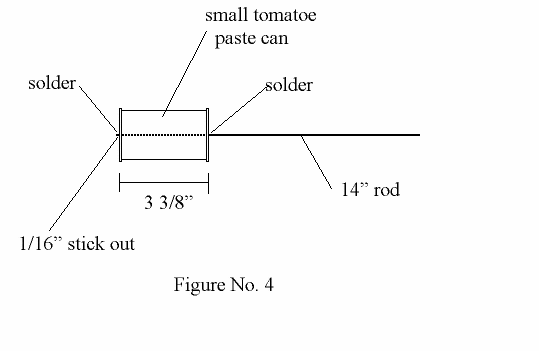 small tomatoe
paste can
solder
solder
3 3/8”
14” rod
1/16” stick out
Figure No. 4